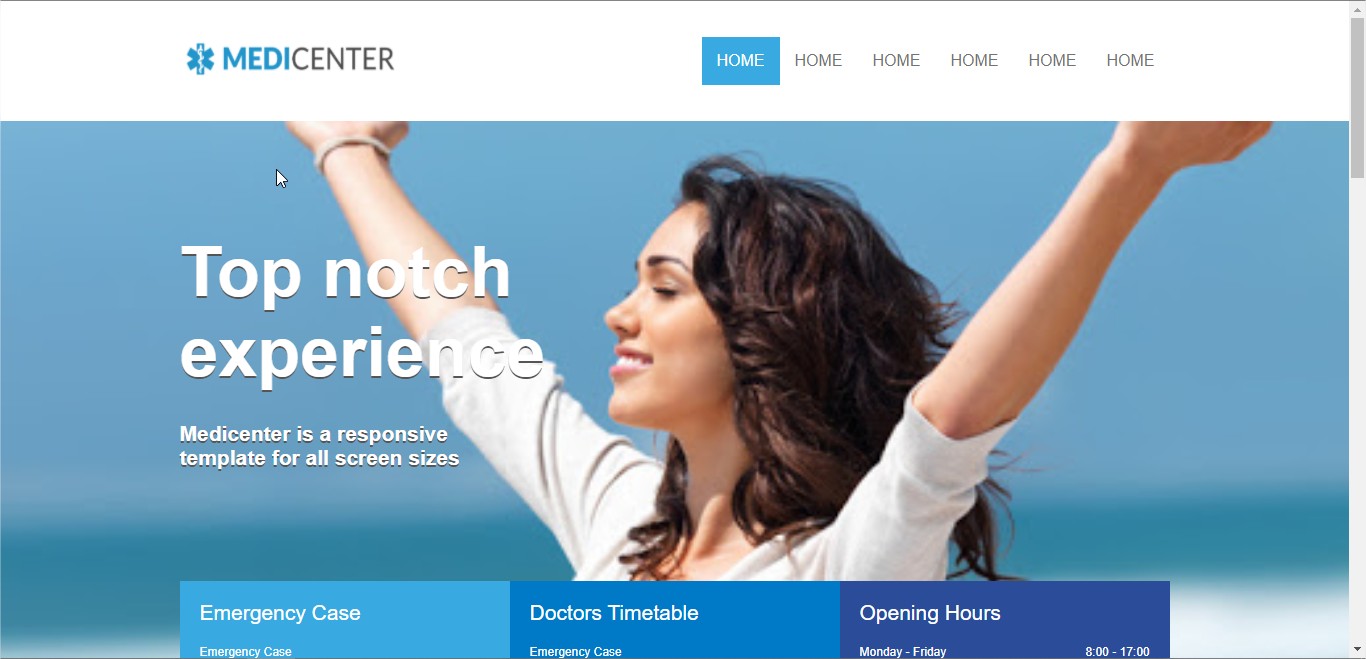 MEDICENTER
HOME HOME HOME HOME HOME HOME
Top notch
experience
Medicenter is a responsive
template for all screen sizes
Emergency Case
Emergency Case
Doctors Timetable
Emergency Case
Opening Hours
Monday - Friday 8:00 - 17:00